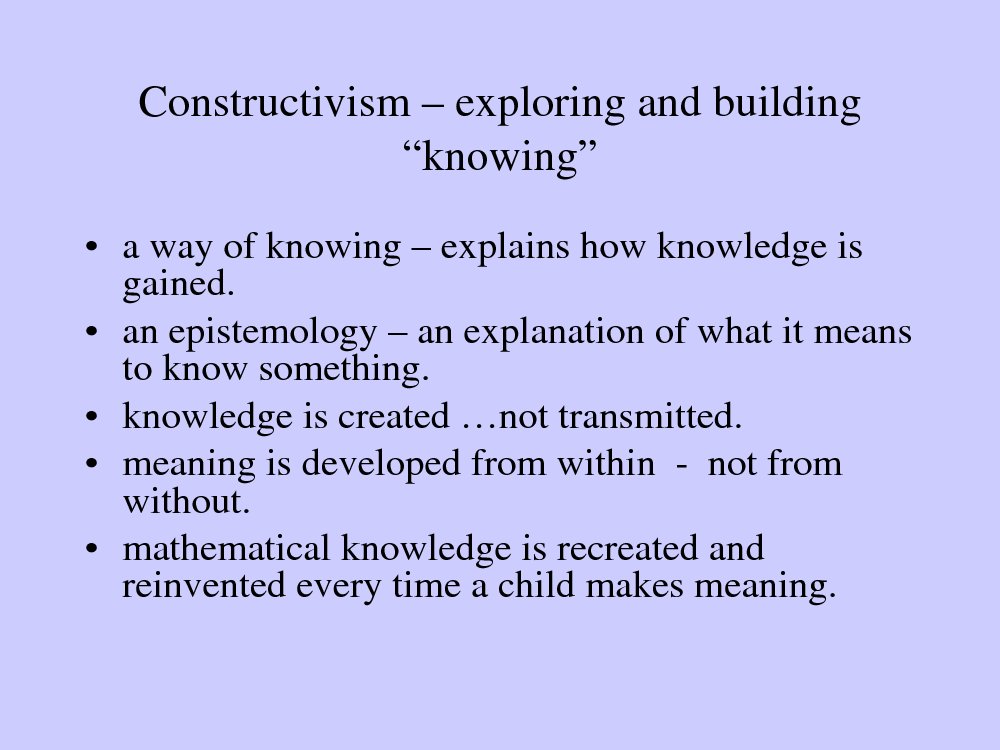 Constructivism – exploring and building
“knowing”
• a way of knowing – explains how knowledge is
gained.
• an epistemology – an explanation of what it means
to know something.
• knowledge is created …not transmitted.
• meaning is developed from within  -  not from
without.
• mathematical knowledge is recreated and
reinvented every time a child makes meaning.